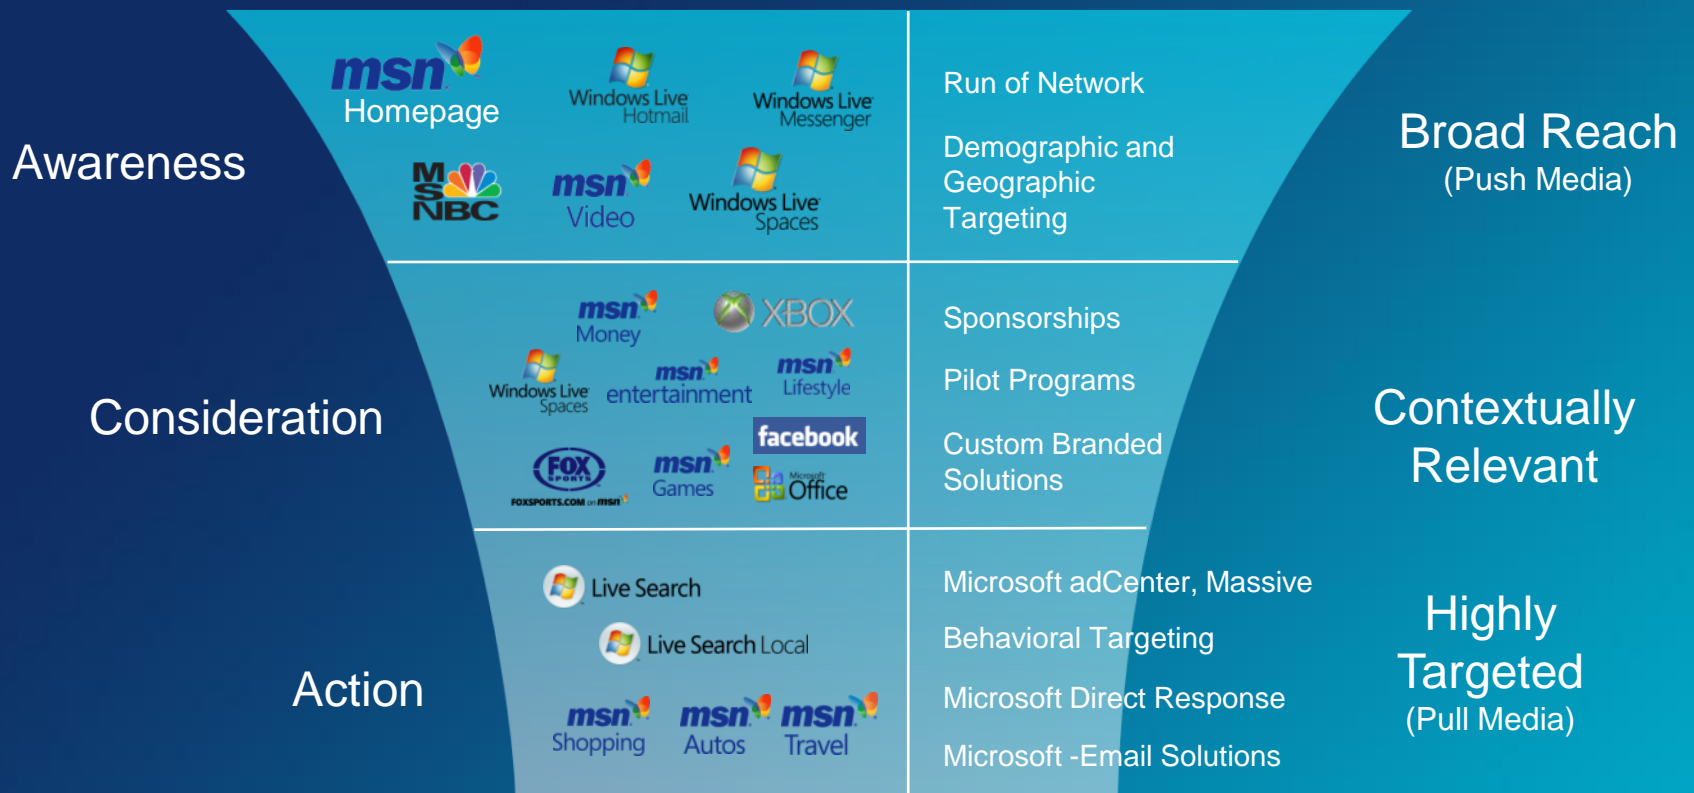 Awareness
msn
Homepage
Windows Live
Hotmail
Windows Live
Messenger
M
S
NBC
msn
Video
Windows Live
Spaces
Run of Network
Demographic and
Geographic
Targeting
Broad Reach
(Push Media)
Consideration
msn
Money
XBOX
Windows Live
Spaces
msn
entertainment
msn
Lifestyle
facebook
FOX
SPORTS
FOXSPORTS.COM on msn
msn
Games
Microsoft
Office
Sponsorships
Pilot Programs
Custom Branded
Solutions
Contextually
Relevant
Action
Live Search
Live Search Local
msn
Shopping
msn
Autos
msn
Travel
Microsoft adCenter, Massive
Behavioral Targeting
Microsoft Direct Response
Microsoft -Email Solutions
Highly
Targeted
(Pull Media)